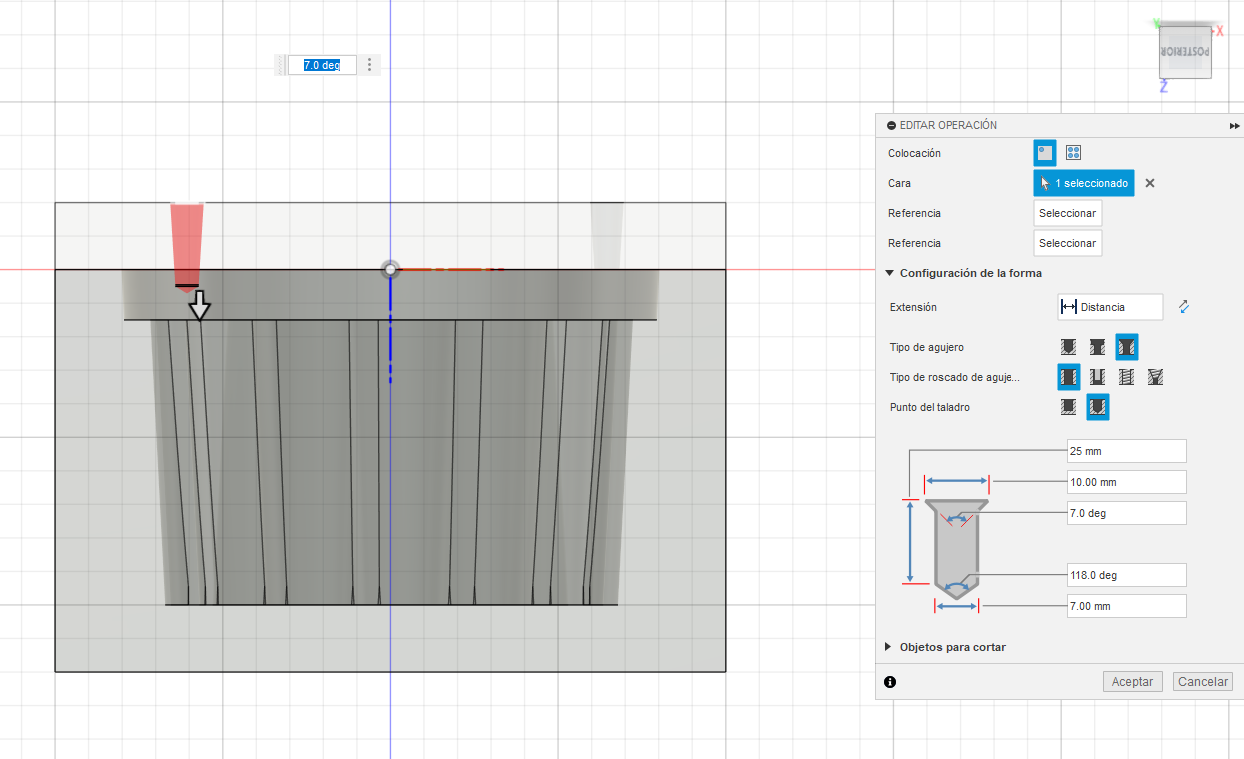 7.0 deg
Y
X
POSTERIOR
Z
EDITAR OPERACIÓN
Colocación
Cara
1 seleccionado
Referencia
Seleccionar
Referencia
Seleccionar
Configuración de la forma
Extensión
Distancia
Tipo de agujero
Tipo de roscado de aguje...
Punto del taladro
25 mm
10.00 mm
7.0 deg
118.0 deg
7.00 mm
Objetos para cortar
Aceptar
Cancelar